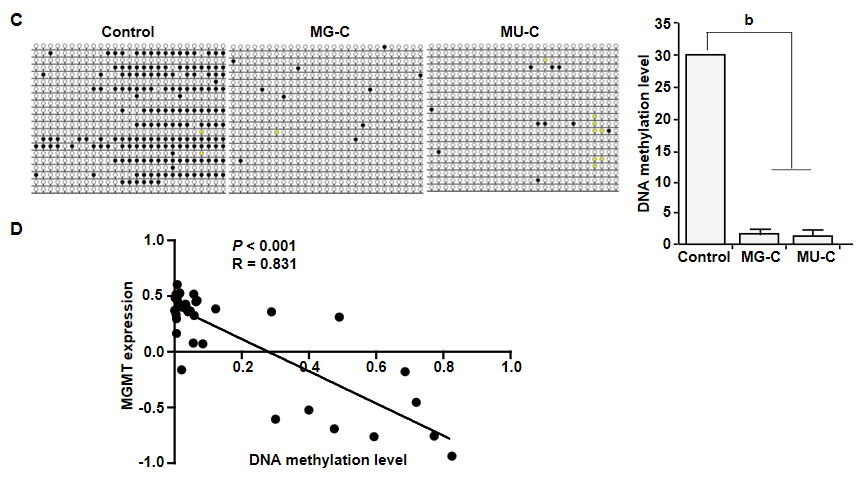 C
Control
MG-C
MU-C
DNA methylation level
35
30
25
20
15
10
5
0
b
Control
MG-C
MU-C
D
P < 0.001
R = 0.831
MGMT expression
1.0
0.5
0.0
-0.5
-1.0
0.2
0.4
0.6
0.8
1.0
DNA methylation level